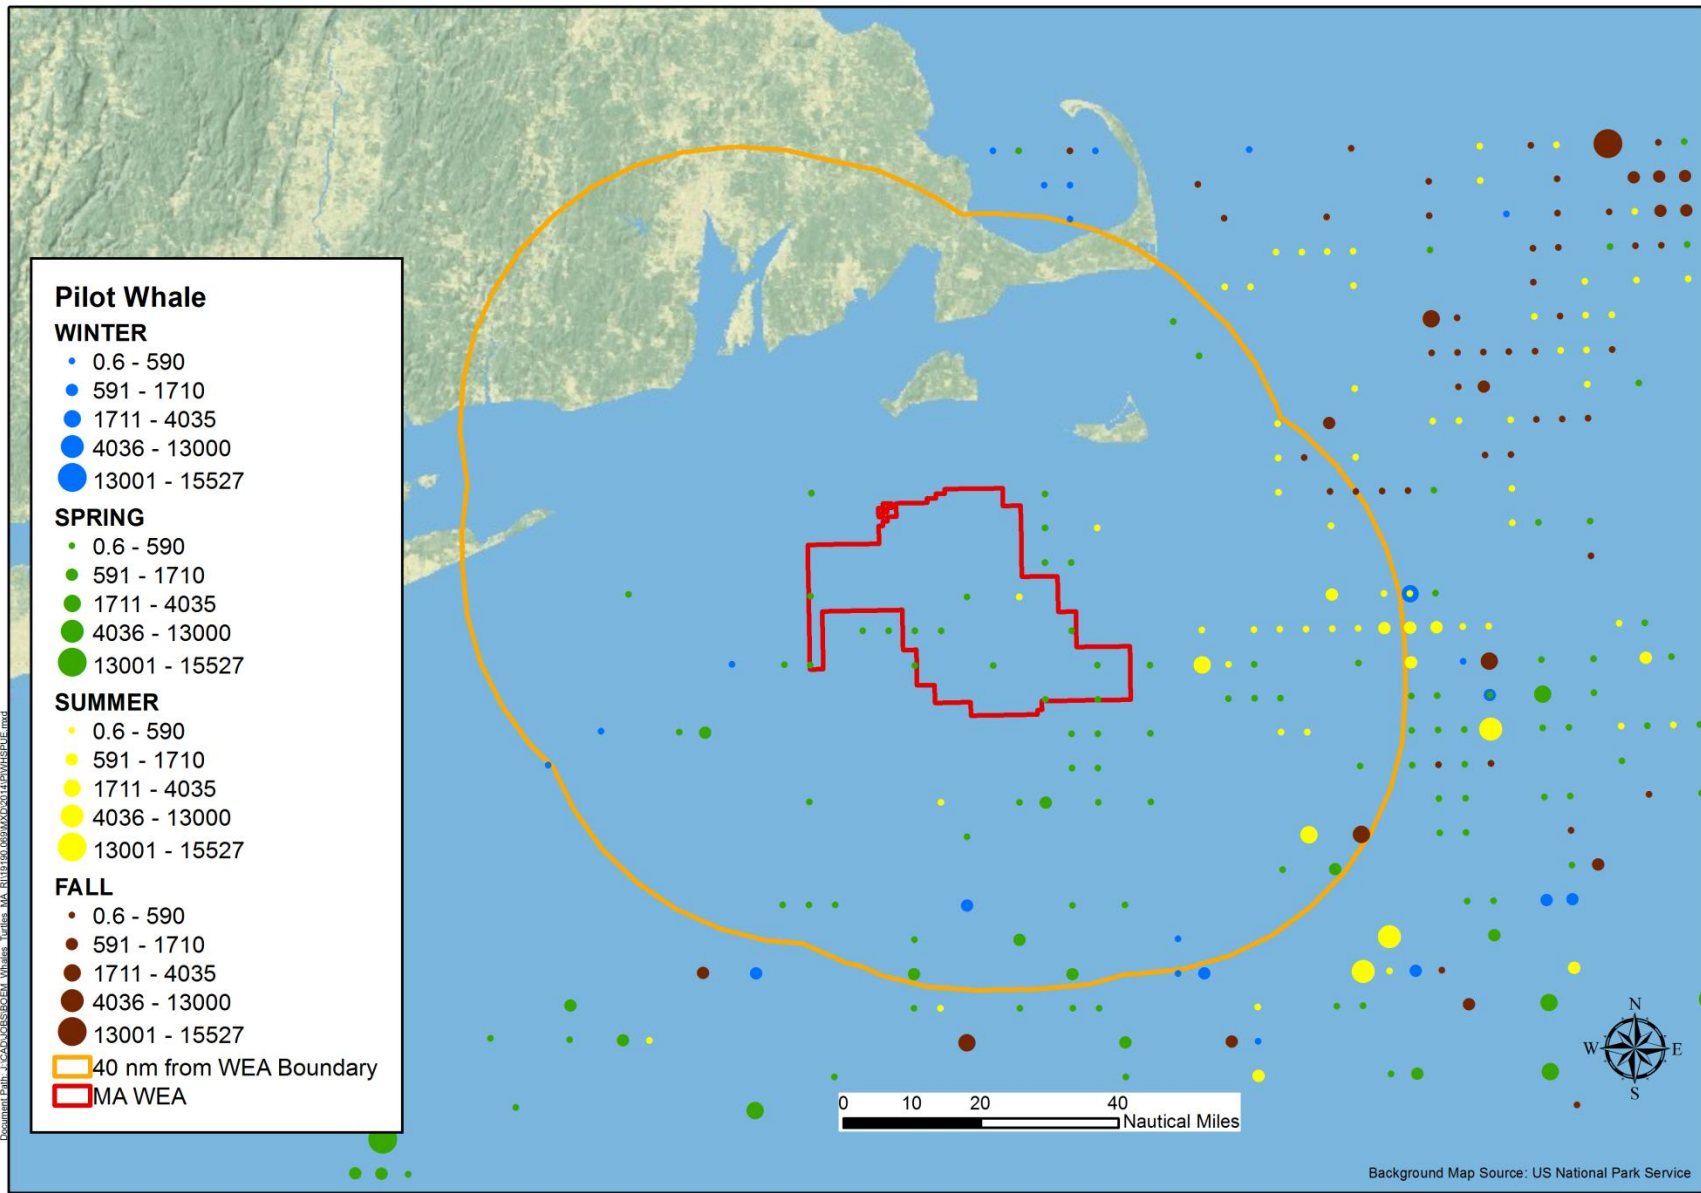 Pilot Whale
WINTER
0.6 - 590
591 - 1710
1711 - 4035
4036 - 13000
13001 - 15527
SPRING
0.6 - 590
591 - 1710
1711 - 4035
4036 - 13000
13001 - 15527
SUMMER
0.6 - 590
591 - 1710
1711 - 4035
4036 - 13000
13001 - 15527
FALL
0.6 - 590
591 - 1710
1711 - 4035
4036 - 13000
13001 - 15527
40 nm from WEA Boundary
MA WEA
0 10 20 40
Nautical Miles
N
W E
S
Background Map Source: US National Park Service